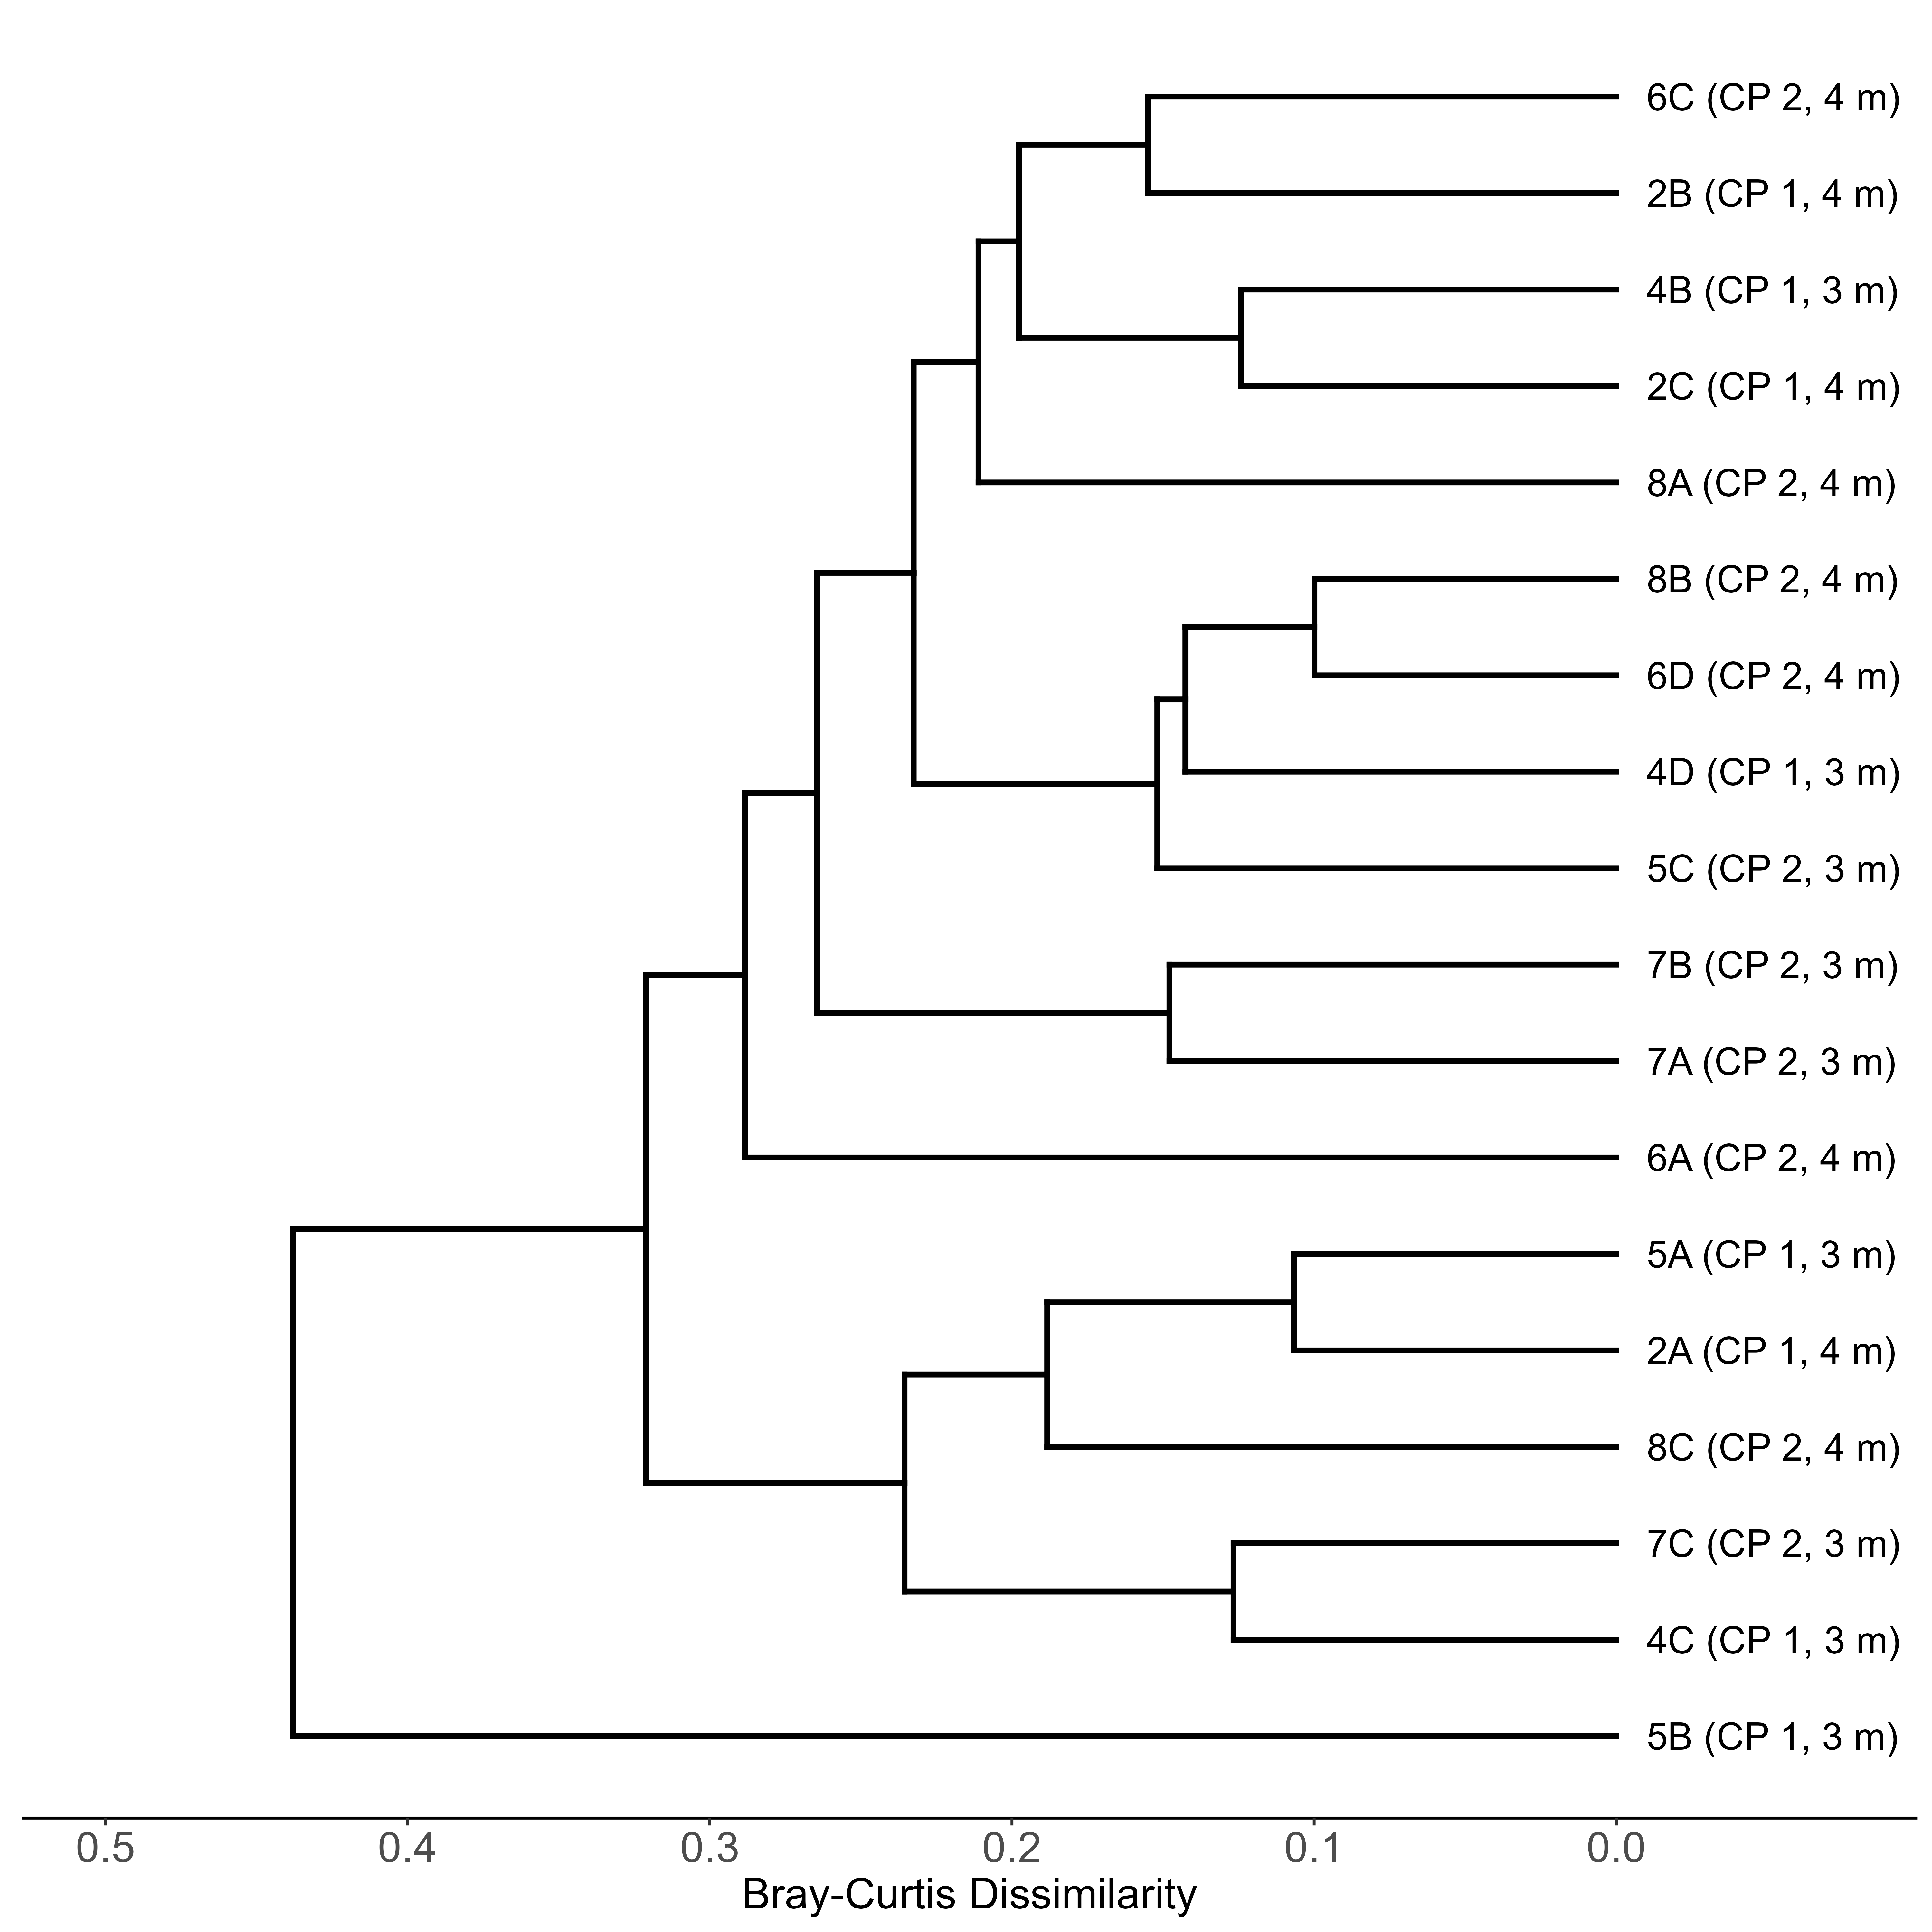 6C (CP 2, 4 m)
2B (CP 1, 4 m)
4B (CP 1, 3 m)
2C (CP 1, 4 m)
8A (CP 2, 4 m)
8B (CP 2, 4 m)
6D (CP 2, 4 m)
4D (CP 1, 3 m)
5C (CP 2, 3 m)
7B (CP 2, 3 m)
7A (CP 2, 3 m)
6A (CP 2, 4 m)
5A (CP 1, 3 m)
2A (CP 1, 4 m)
8C (CP 2, 4 m)
7C (CP 2, 3 m)
4C (CP 1, 3 m)
5B (CP 1, 3 m)
0.5 0.4 0.3 0.2 0.1 0.0
Bray-Curtis Dissimilarity